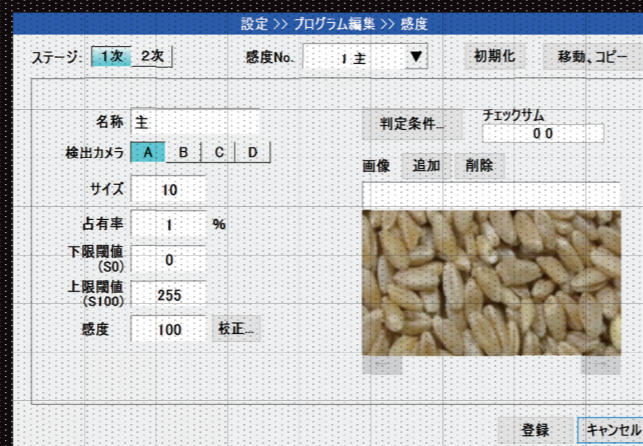 設定 >> プログラム編集 >> 感度
ステージ: 1次 2次 感度No. 1 主 ▼ 初期化 移動、コピー
名称 主 判定条件... チェックサム
00
検出カメラ A B C D
画像 追加 削除
サイズ 10
占有率 1 %
下限閾値 (S0) 0
上限閾値 (S100) 255
感度 100 校正...
登録 キャンセル